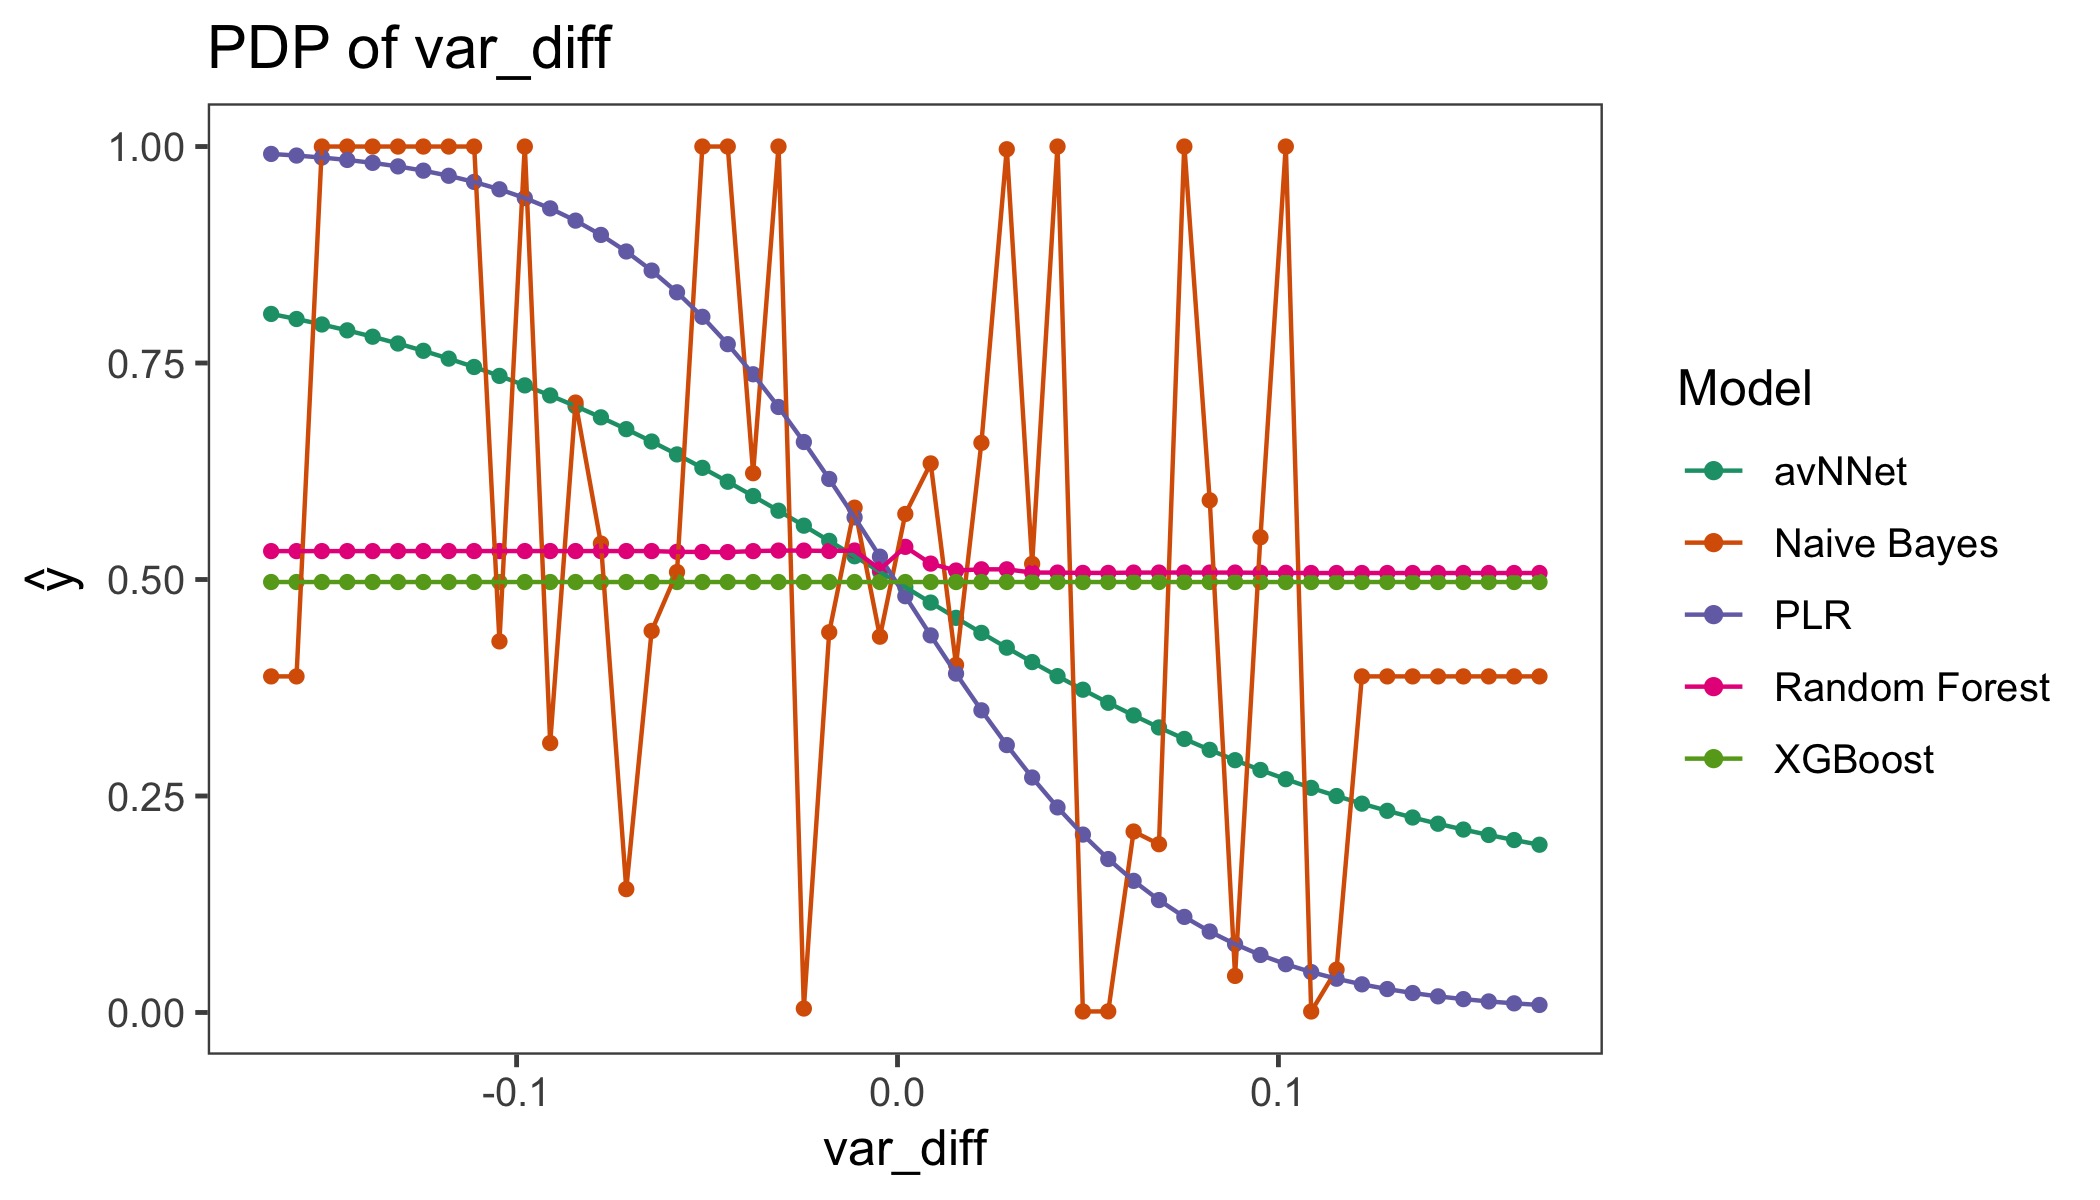 PDP of var_diff
1.00
0.75
0.50
0.25
0.00
ŷ
-0.1
0.0
0.1
var_diff
Model
avNNet
Naive Bayes
PLR
Random Forest
XGBoost